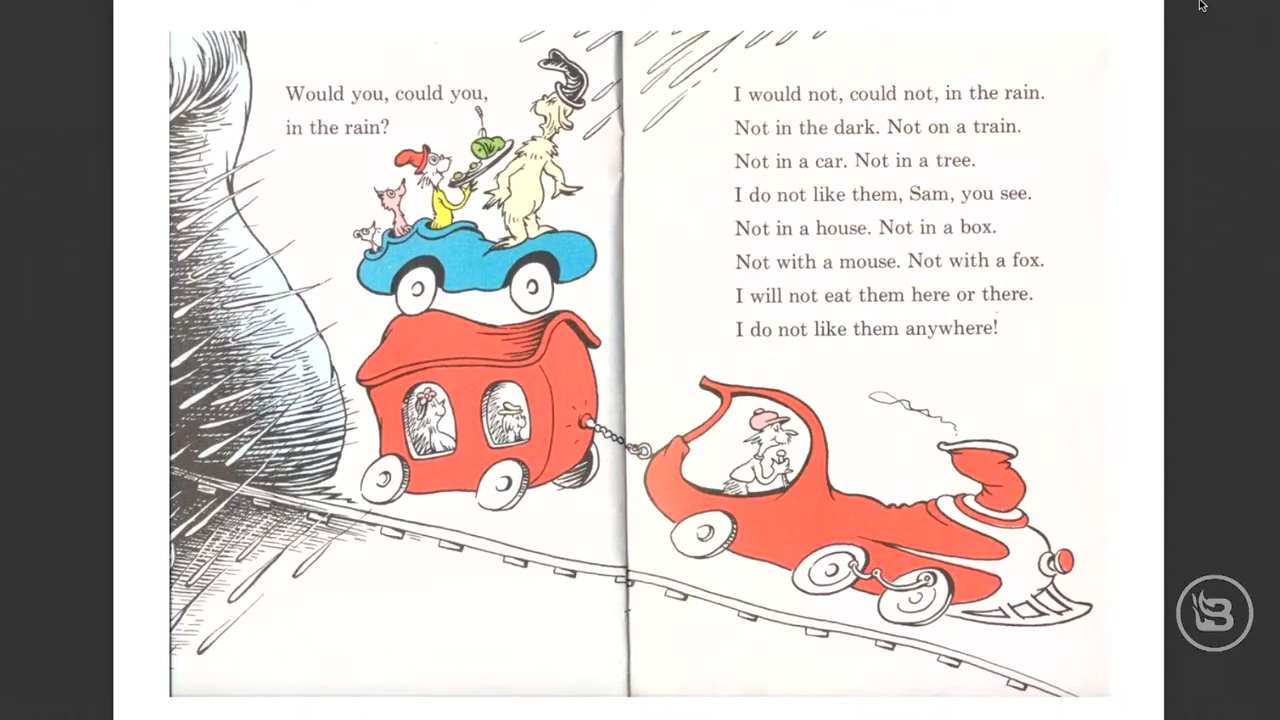 Would you, could you,
in the rain?
I would not, could not, in the rain.
Not in the dark. Not on a train.
Not in a car. Not in a tree.
I do not like them, Sam, you see.
Not in a house. Not in a box.
Not with a mouse. Not with a fox.
I will not eat them here or there.
I do not like them anywhere!
B